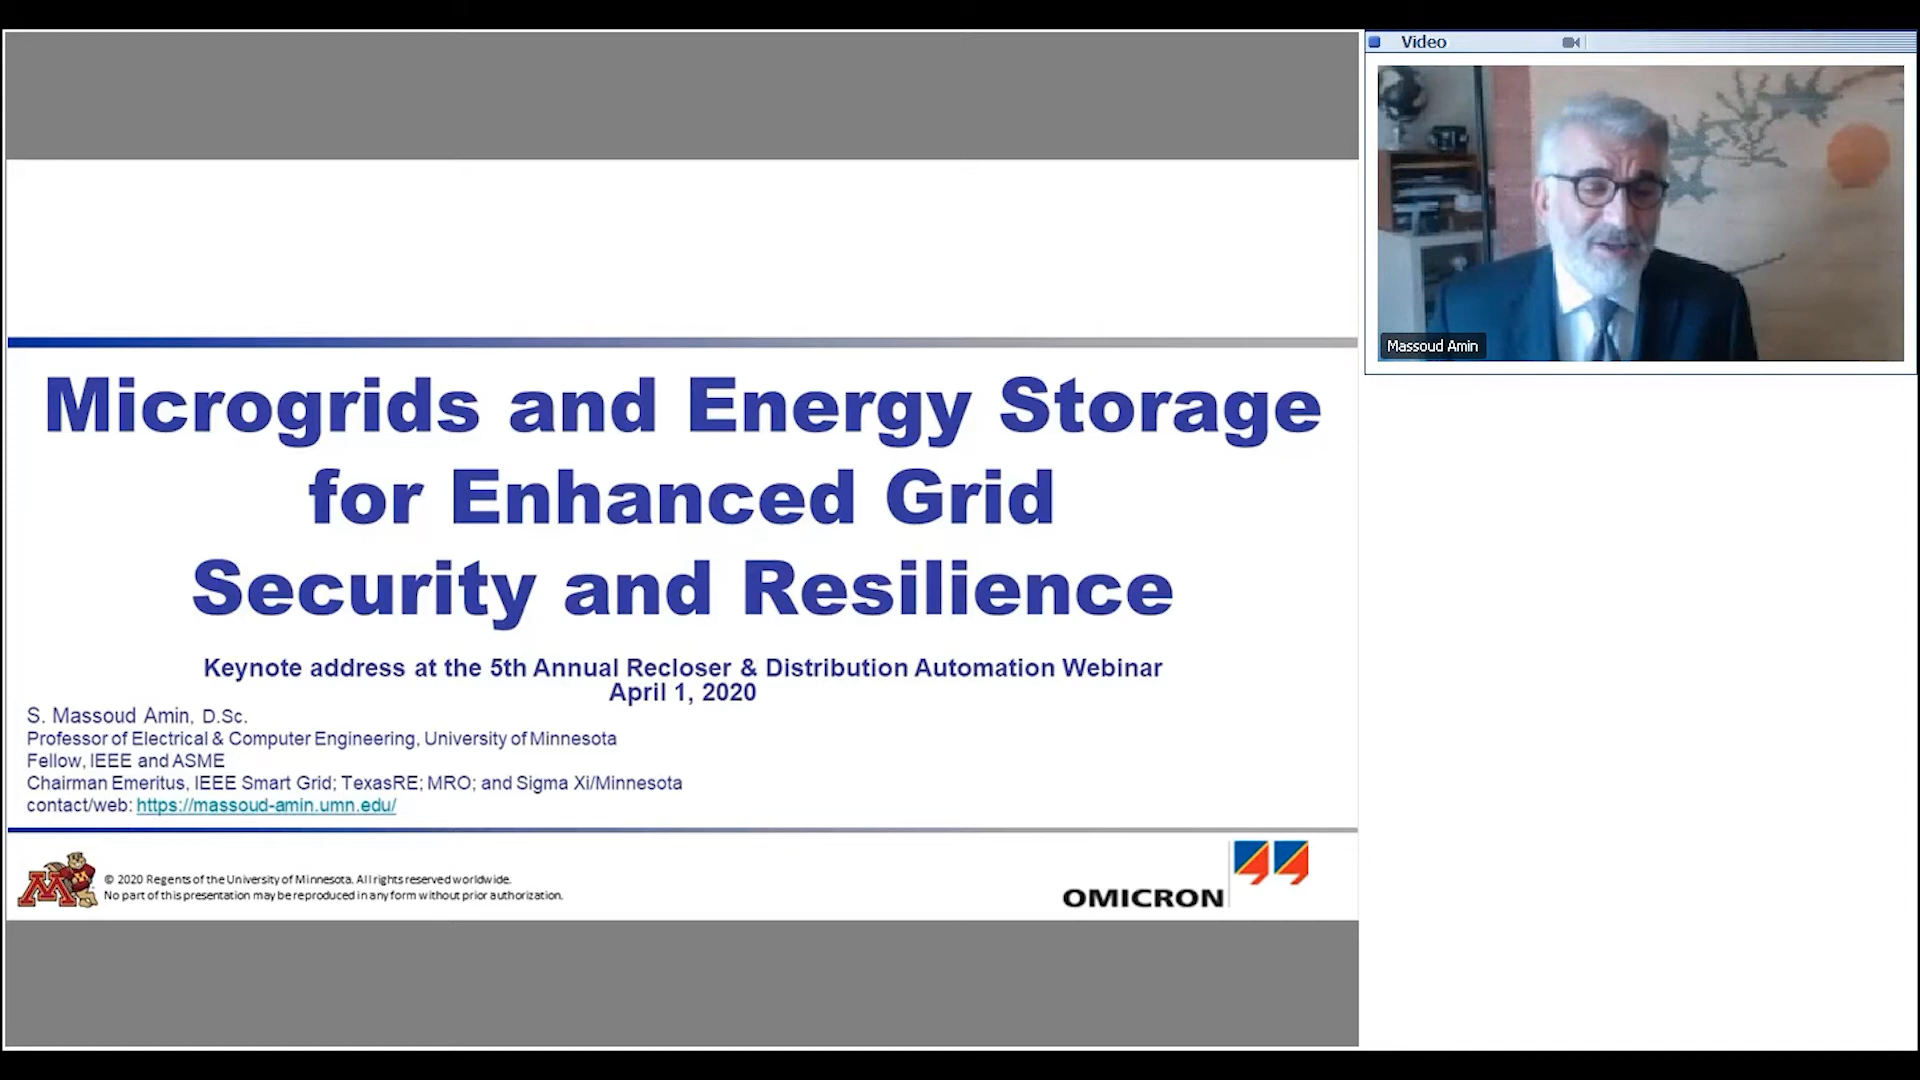 Video
Massoud Amin
Microgrids and Energy Storage
for Enhanced Grid
Security and Resilience
Keynote address at the 5th Annual Recloser & Distribution Automation Webinar
April 1, 2020
S. Massoud Amin, D.Sc.
Professor of Electrical & Computer Engineering, University of Minnesota
Fellow, IEEE and ASME
Chairman Emeritus, IEEE Smart Grid; TexasRE; MRO; and Sigma Xi/Minnesota
contact/web: https://massoud-amin.umn.edu/
M
© 2020 Regents of the University of Minnesota. All rights reserved worldwide.
No part of this presentation may be reproduced in any form without prior authorization.
OMICRON